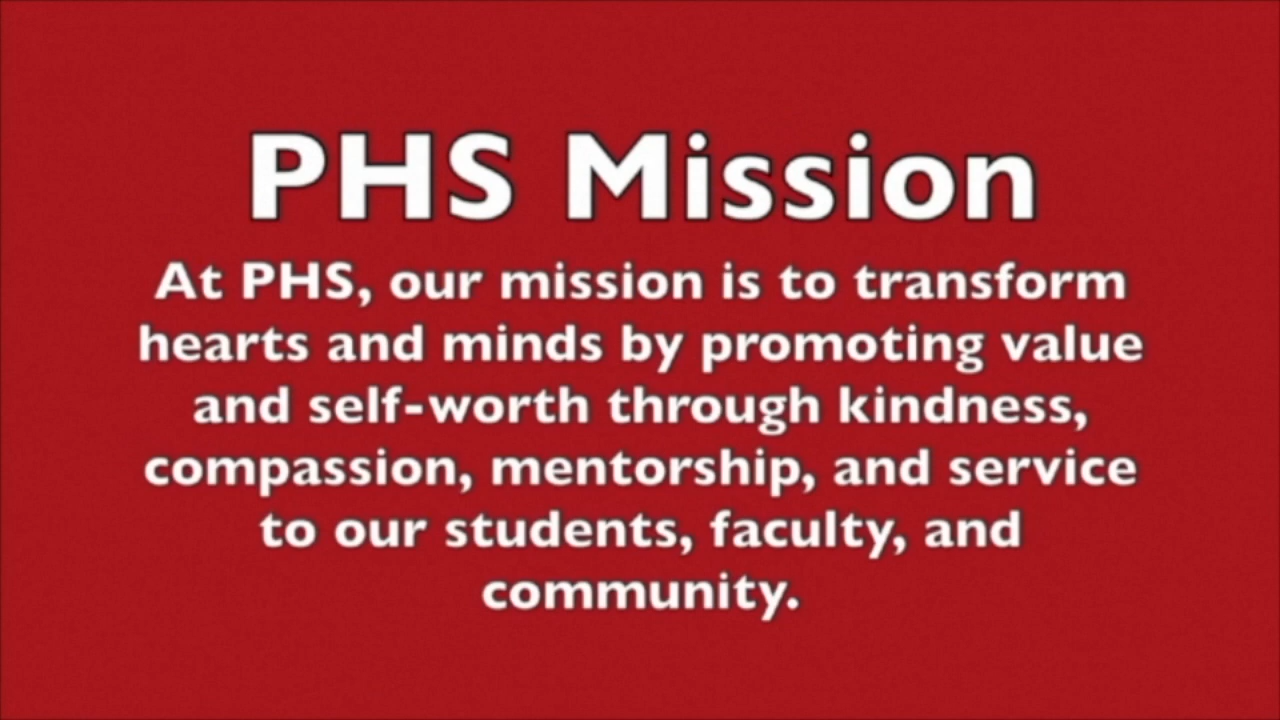 PHS Mission
At PHS, our mission is to transform
hearts and minds by promoting value
and self-worth through kindness,
compassion, mentorship, and service
to our students, faculty, and
community.